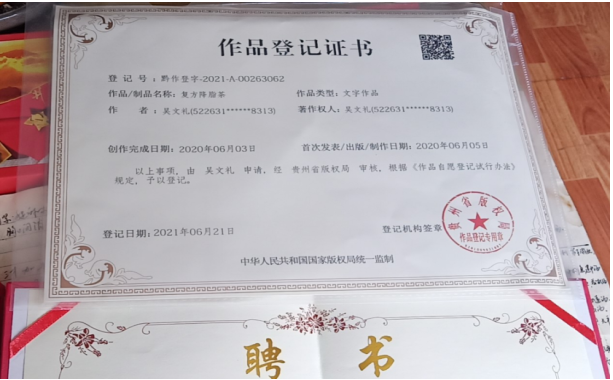 作品登记证书
登 记 号：黔作登字-2021-A-00263062
作品/制品名称：复方降脂茶 作品类型：文字作品
作 者：吴文礼(522631******8313) 著作权人：吴文礼(522631******8313)
创作完成日期：2020年06月03日 首次发表/出版/制作日期：2020年06月05日
以上事项，由 吴文礼 申请，经 贵州省版权局 审核，根据《作品自愿登记试行办法》
规定，予以登记。
登记日期：2021年06月21日 登记机构签章
贵州省版权局
作品登记专用章
中华人民共和国国家版权局统一监制
聘 书